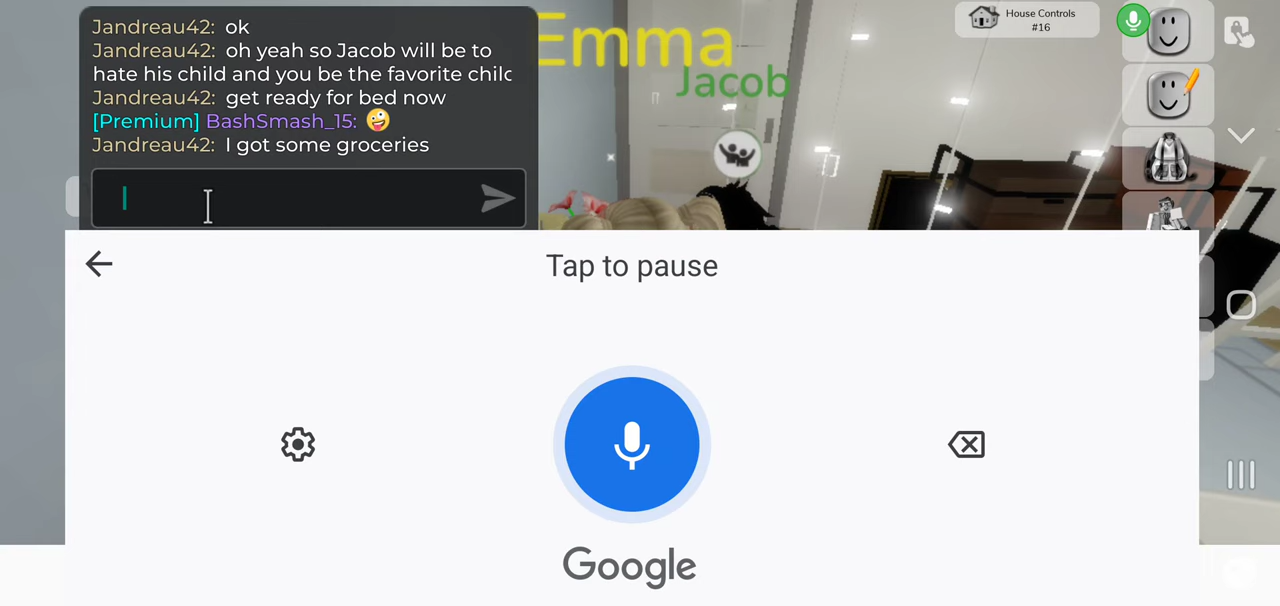 Jandreau42: ok
Jandreau42: oh yeah so Jacob will be to
hate his child and you be the favorite chilc
Jandreau42: get ready for bed now
[Premium] BashSmash_15: 🤪
Jandreau42: I got some groceries
Emma
Jacob
House Controls
#16
Tap to pause
Google